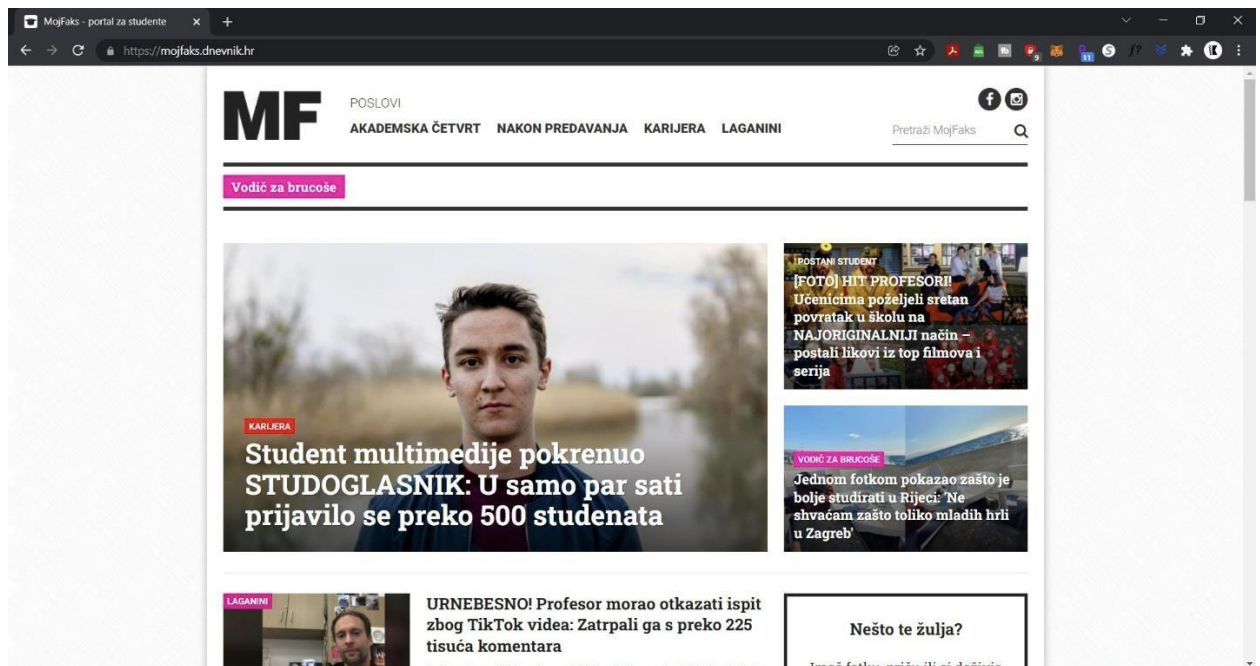 MojFaks - portal za studente
https://mojfaks.dnevnik.hr
9
11
MF
POSLOVI
AKADEMSKA ČETVRT NAKON PREDAVANJA KARIJERA LAGANINI
Pretraži MojFaks
Vodič za brucoše
KARIJERA
Student multimedije pokrenuo
STUDOGLASNIK: U samo par sati
prijavilo se preko 500 studenata
POSTANI STUDENT
[FOTO] HIT PROFESORI!
Učenicima poželjeli sretan
povratak u školu na
NAJORIGINALNIJI način –
postali likovi iz top filmova i
serija
VODIČ ZA BRUCOŠE
Jednom fotkom pokazao zašto je
bolje studirati u Rijeci: 'Ne
shvaćam zašto toliko mladih hrli
u Zagreb'
LAGANINI
URNEBESNO! Profesor morao otkazati ispit
zbog TikTok videa: Zatrpali ga s preko 225
tisuća komentara
Nešto te žulja?